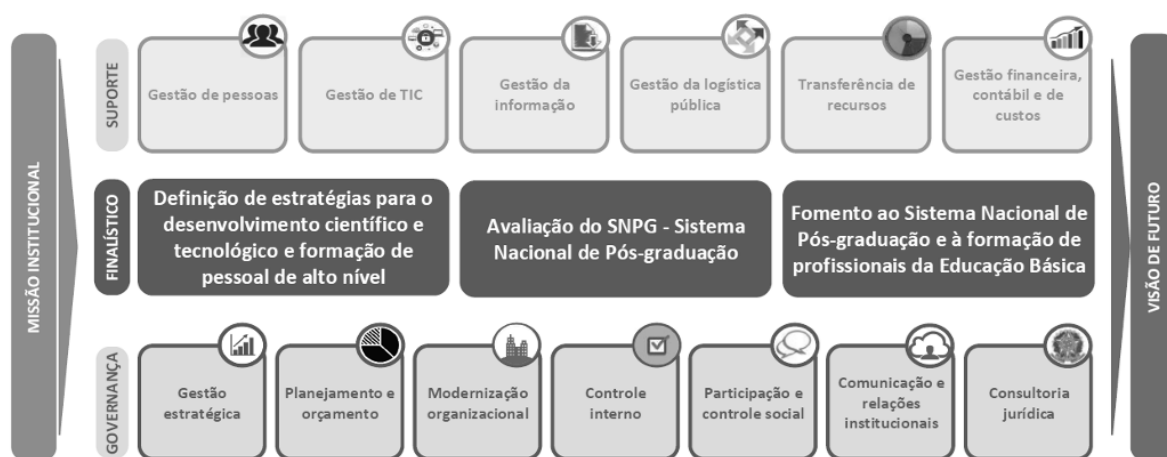 MISSÃO INSTITUCIONAL
SUPORTE
Gestão de pessoas
Gestão de TIC
Gestão da
informação
Gestão da logística
pública
Transferência de
recursos
Gestão financeira,
contábil e de
custos
FINALÍSTICO
Definição de estratégias para o
desenvolvimento científico e
tecnológico e formação de
pessoal de alto nível
Avaliação do SNPG - Sistema
Nacional de Pós-graduação
Fomento ao Sistema Nacional de
Pós-graduação e à formação de
profissionais da Educação Básica
GOVERNANÇA
Gestão
estratégica
Planejamento e
orçamento
Modernização
organizacional
Controle
interno
Participação e
controle social
Comunicação e
relações
institucionais
Consultoria
jurídica
VISÃO DE FUTURO